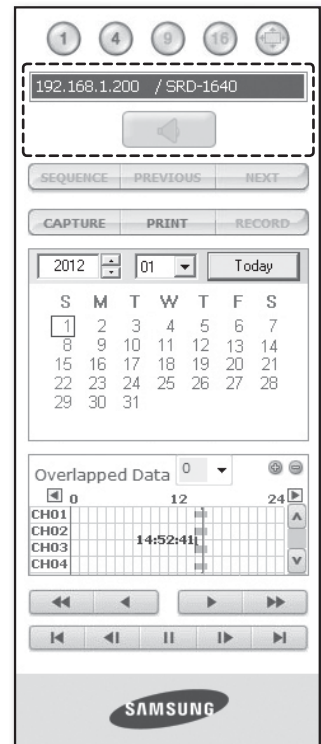 1 4 9 16
192.168.1.200 / SRD-1640
SEQUENCE PREVIOUS NEXT
CAPTURE PRINT RECORD
2012 01 Today
S M T W T F S
1 2 3 4 5 6 7
8 9 10 11 12 13 14
15 16 17 18 19 20 21
22 23 24 25 26 27 28
29 30 31
Overlapped Data 0
0 12 24
CH01
CH02
14:52:41
CH03
CH04
SAMSUNG